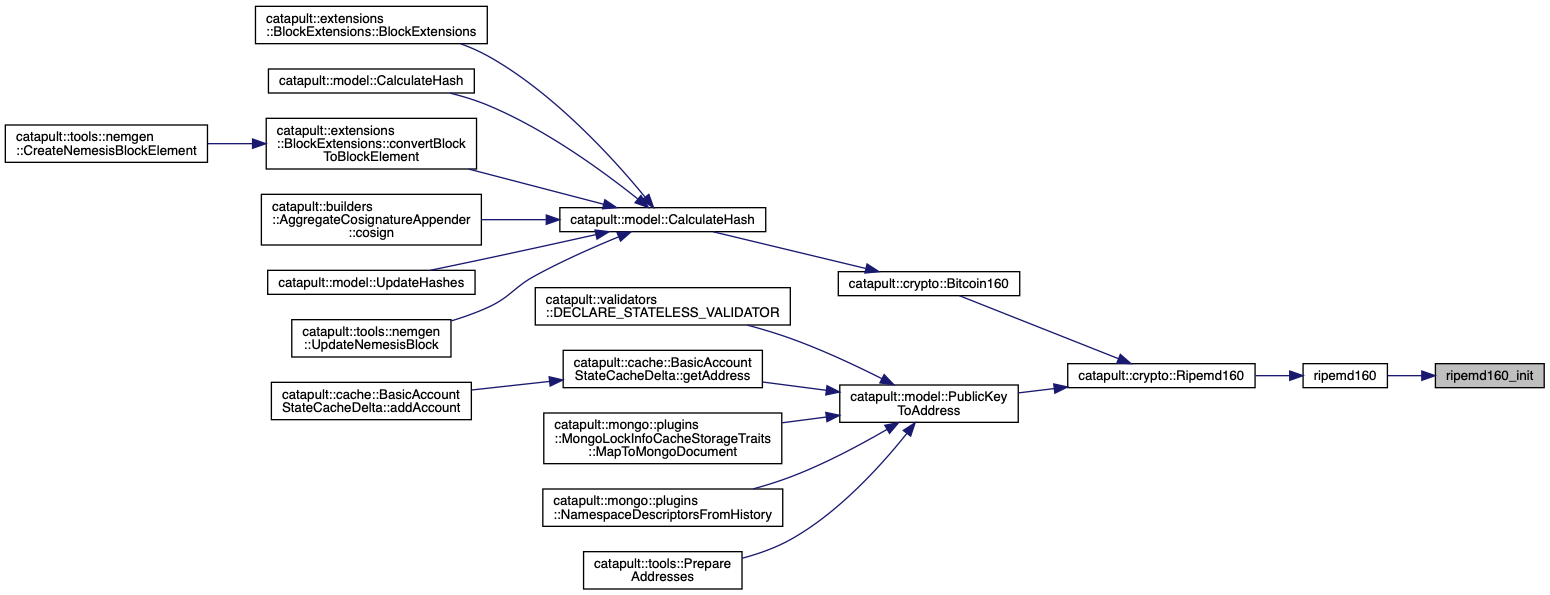 catapult::extensions
::BlockExtensions::BlockExtensions
catapult::model::CalculateHash
catapult::tools::nemgen
::CreateNemesisBlockElement
catapult::extensions
::BlockExtensions::convertBlock
ToBlockElement
catapult::builders
::AggregateCosignatureAppender
::cosign
catapult::model::UpdateHashes
catapult::tools::nemgen
::UpdateNemesisBlock
catapult::model::CalculateHash
catapult::crypto::Bitcoin160
catapult::validators
::DECLARE_STATELESS_VALIDATOR
catapult::cache::BasicAccount
StateCacheDelta::getAddress
catapult::cache::BasicAccount
StateCacheDelta::addAccount
catapult::mongo::plugins
::MongoLockInfoCacheStorageTraits
::MapToMongoDocument
catapult::mongo::plugins
::NamespaceDescriptorsFromHistory
catapult::tools::Prepare
Addresses
catapult::model::PublicKey
ToAddress
catapult::crypto::Ripemd160
ripemd160
ripemd160_init